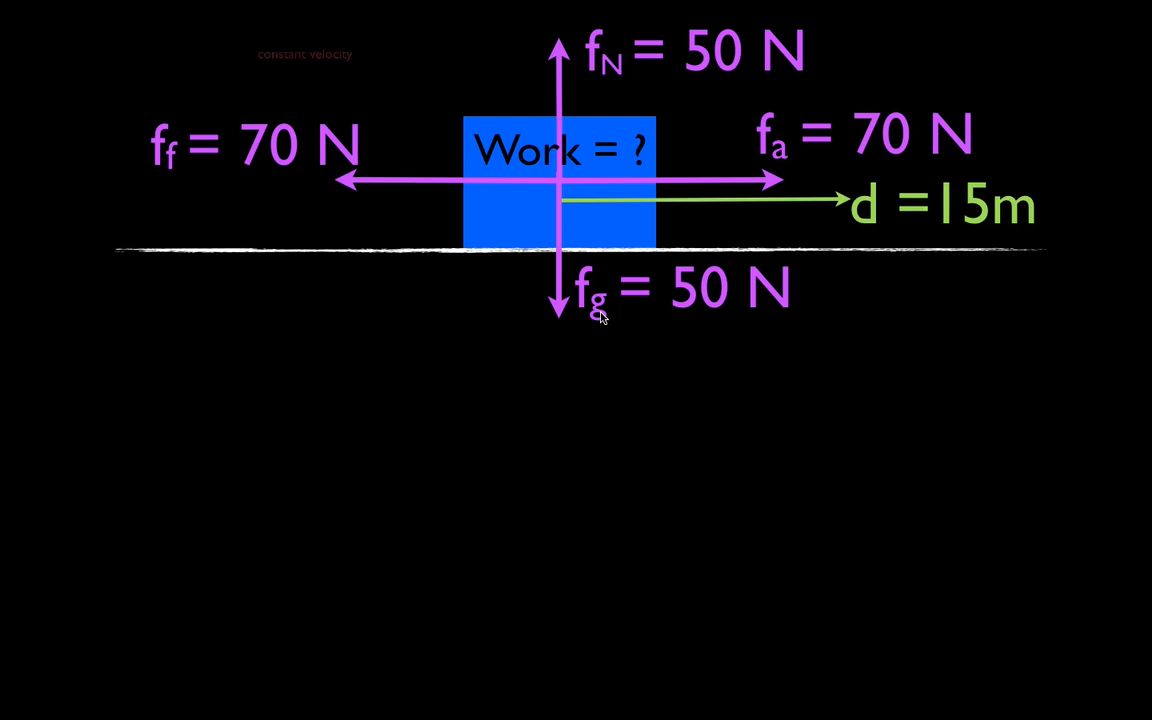 constant velocity
fN = 50 N
ff = 70 N
Work = ?
fa = 70 N
d =15m
fg = 50 N